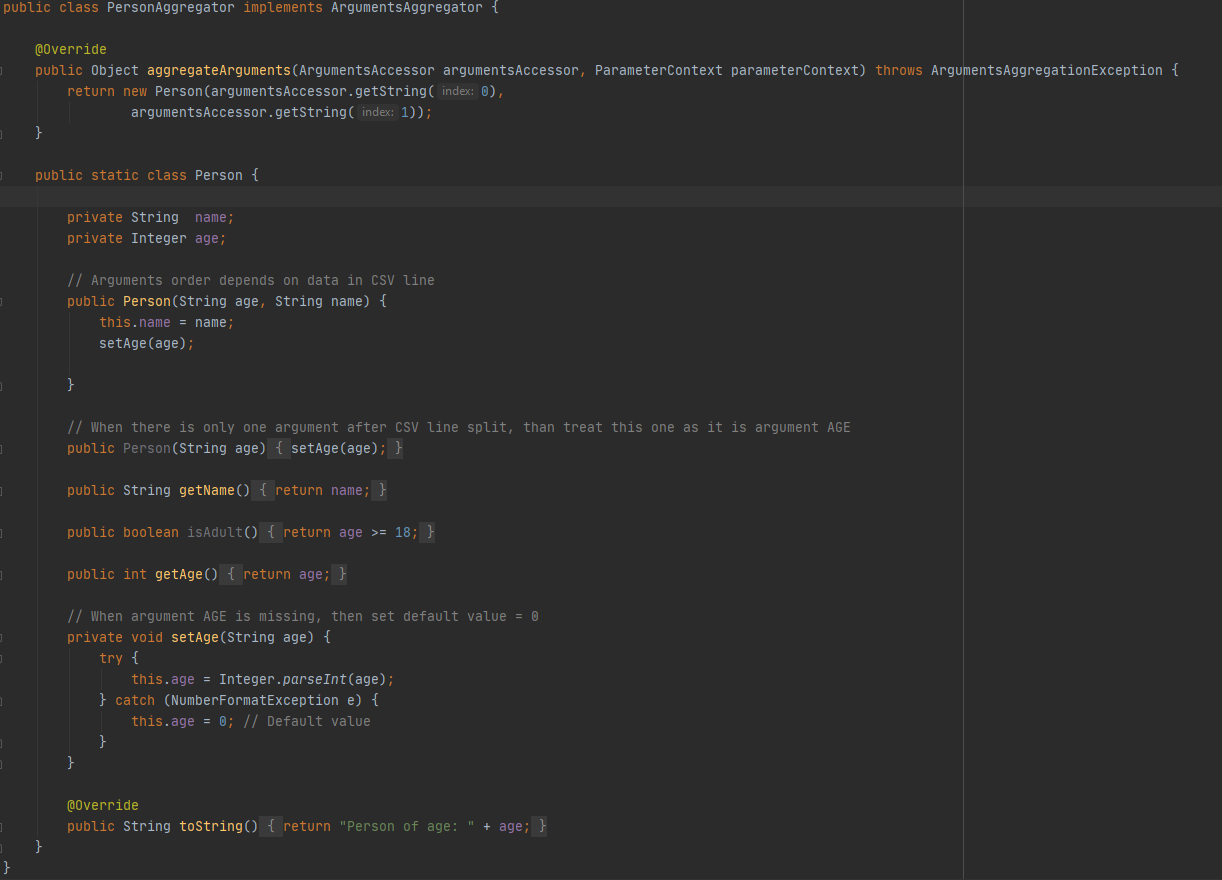 public class PersonAggregator implements ArgumentsAggregator {
@Override
public Object aggregateArguments(ArgumentsAccessor argumentsAccessor, ParameterContext parameterContext) throws ArgumentsAggregationException {
return new Person(argumentsAccessor.getString( index: 0),
argumentsAccessor.getString( index: 1));
}
public static class Person {
private String  name;
private Integer age;
// Arguments order depends on data in CSV line
public Person(String age, String name) {
this.name = name;
setAge(age);
}
// When there is only one argument after CSV line split, than treat this one as it is argument AGE
public Person(String age) { setAge(age); }
public String getName() { return name; }
public boolean isAdult() { return age >= 18; }
public int getAge() { return age; }
// When argument AGE is missing, then set default value = 0
private void setAge(String age) {
try {
this.age = Integer.parseInt(age);
} catch (NumberFormatException e) {
this.age = 0; // Default value
}
}
@Override
public String toString() { return "Person of age: " + age; }
}
}